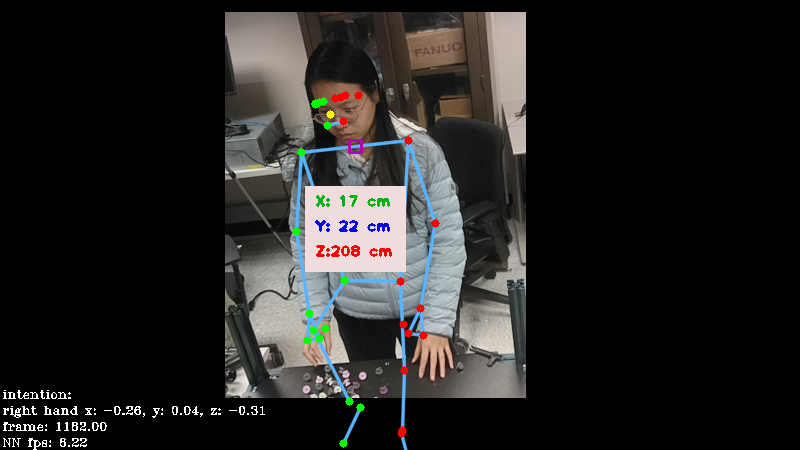 FANUC
X: 17 cm
Y: 22 cm
Z:208 cm
intention:
right hand x: -0.26, y: 0.04, z: -0.31
frame: 1182.00
NN fps: 6.22